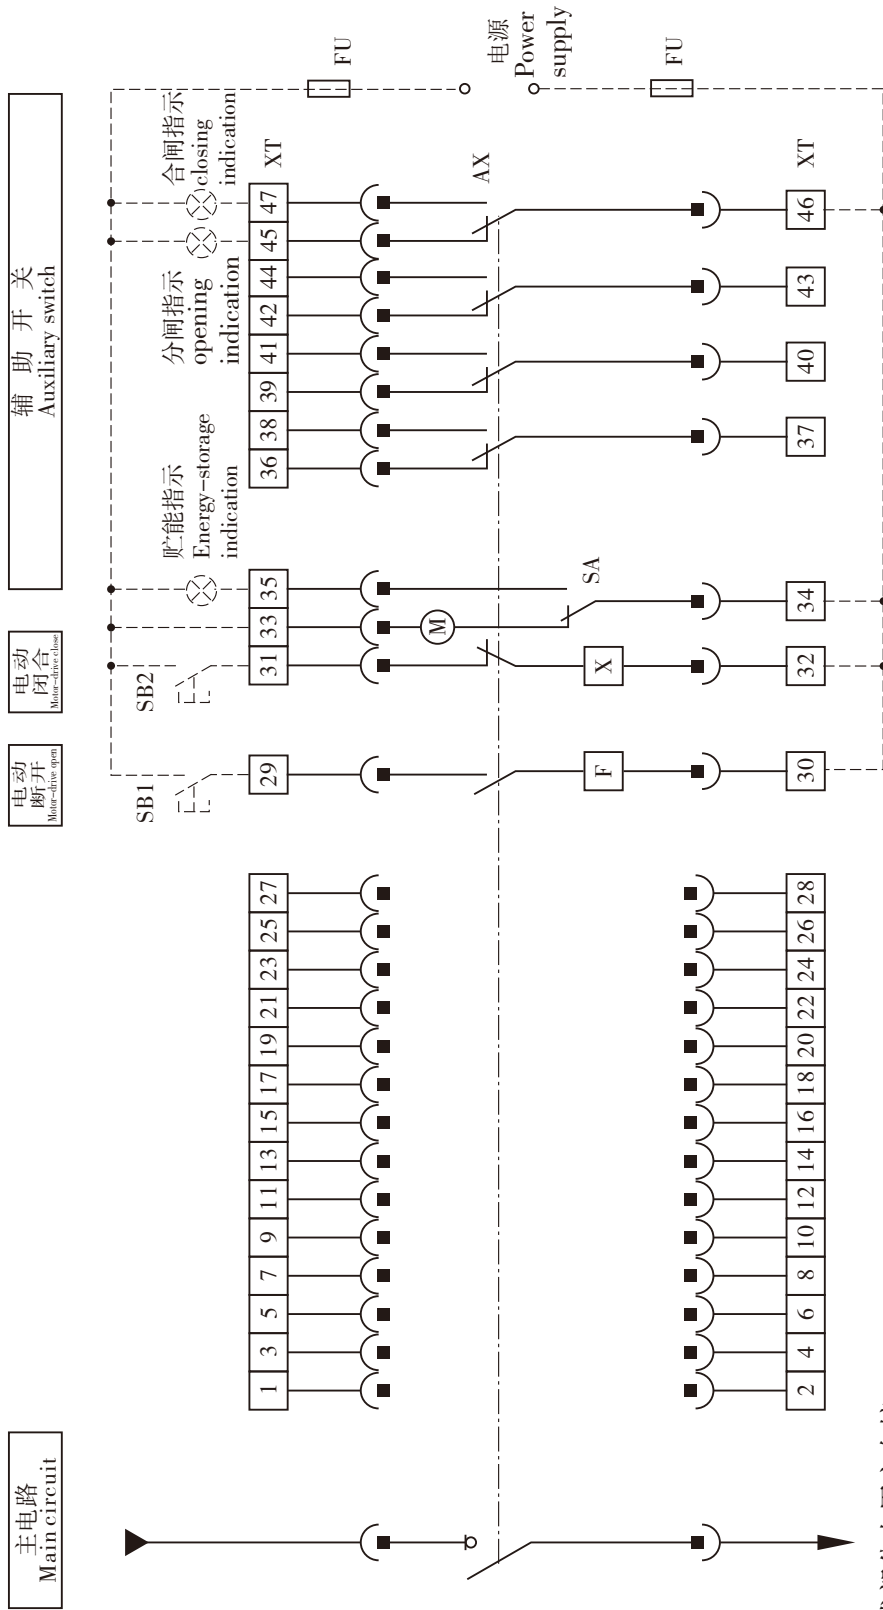 主电路
Main circuit
电动
断开
Motor-drive open
电动
闭合
Motor-drive close
辅 助 开 关
Auxiliary switch
SB1
SB2
贮能指示
Energy-storage
indication
分闸指示
opening
indication
合闸指示
closing
indication
1 3 5 7 9 11 13 15 17 19 21 23 25 27 29 31 33 35 36 38 39 41 42 44 45 47 XT
FU
M
AX
电源
Power
supply
SA
F X
FU
2 4 6 8 10 12 14 16 18 20 22 24 26 28 30 32 34 37 40 43 46 XT